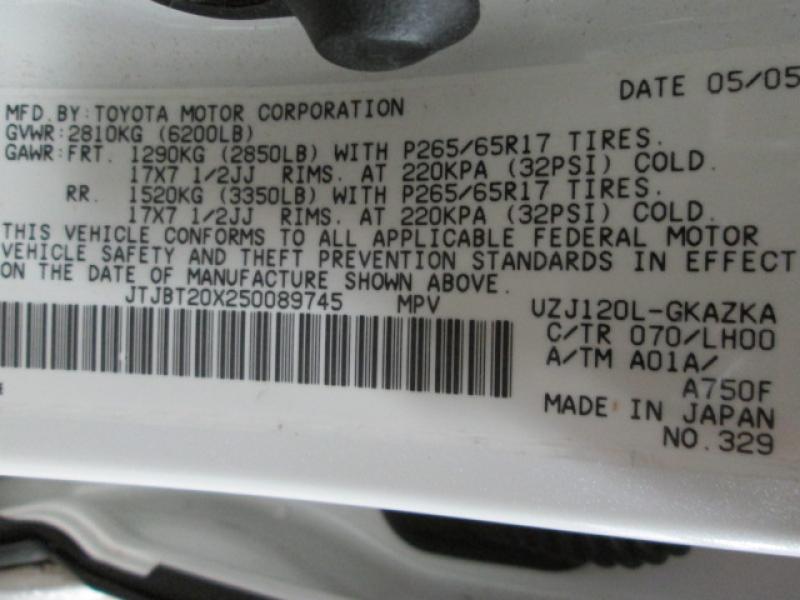 DATE 05/05
MFD.BY:TOYOTA MOTOR CORPORATION
GVWR:2810KG (6200LB)
GAWR:FRT. 1290KG (2850LB) WITH P265/65R17 TIRES.
17X7 1/2JJ RIMS. AT 220KPA (32PSI) COLD.
RR. 1520KG (3350LB) WITH P265/65R17 TIRES.
17X7 1/2JJ RIMS. AT 220KPA (32PSI) COLD.
THIS VEHICLE CONFORMS TO ALL APPLICABLE FEDERAL MOTOR
VEHICLE SAFETY AND THEFT PREVENTION STANDARDS IN EFFECT
ON THE DATE OF MANUFACTURE SHOWN ABOVE.
JTJBT20X250089745 MPV UZJ120L-GKAZKA
C/TR 070/LH00
A/TM A01A/
A750F
MADE IN JAPAN
NO.329